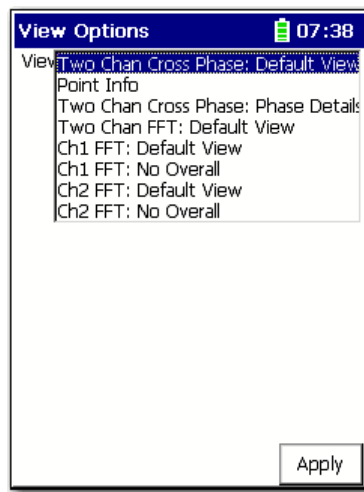 View Options 07:38
View
Two Chan Cross Phase: Default View
Point Info
Two Chan Cross Phase: Phase Details
Two Chan FFT: Default View
Ch1 FFT: Default View
Ch1 FFT: No Overall
Ch2 FFT: Default View
Ch2 FFT: No Overall
Apply